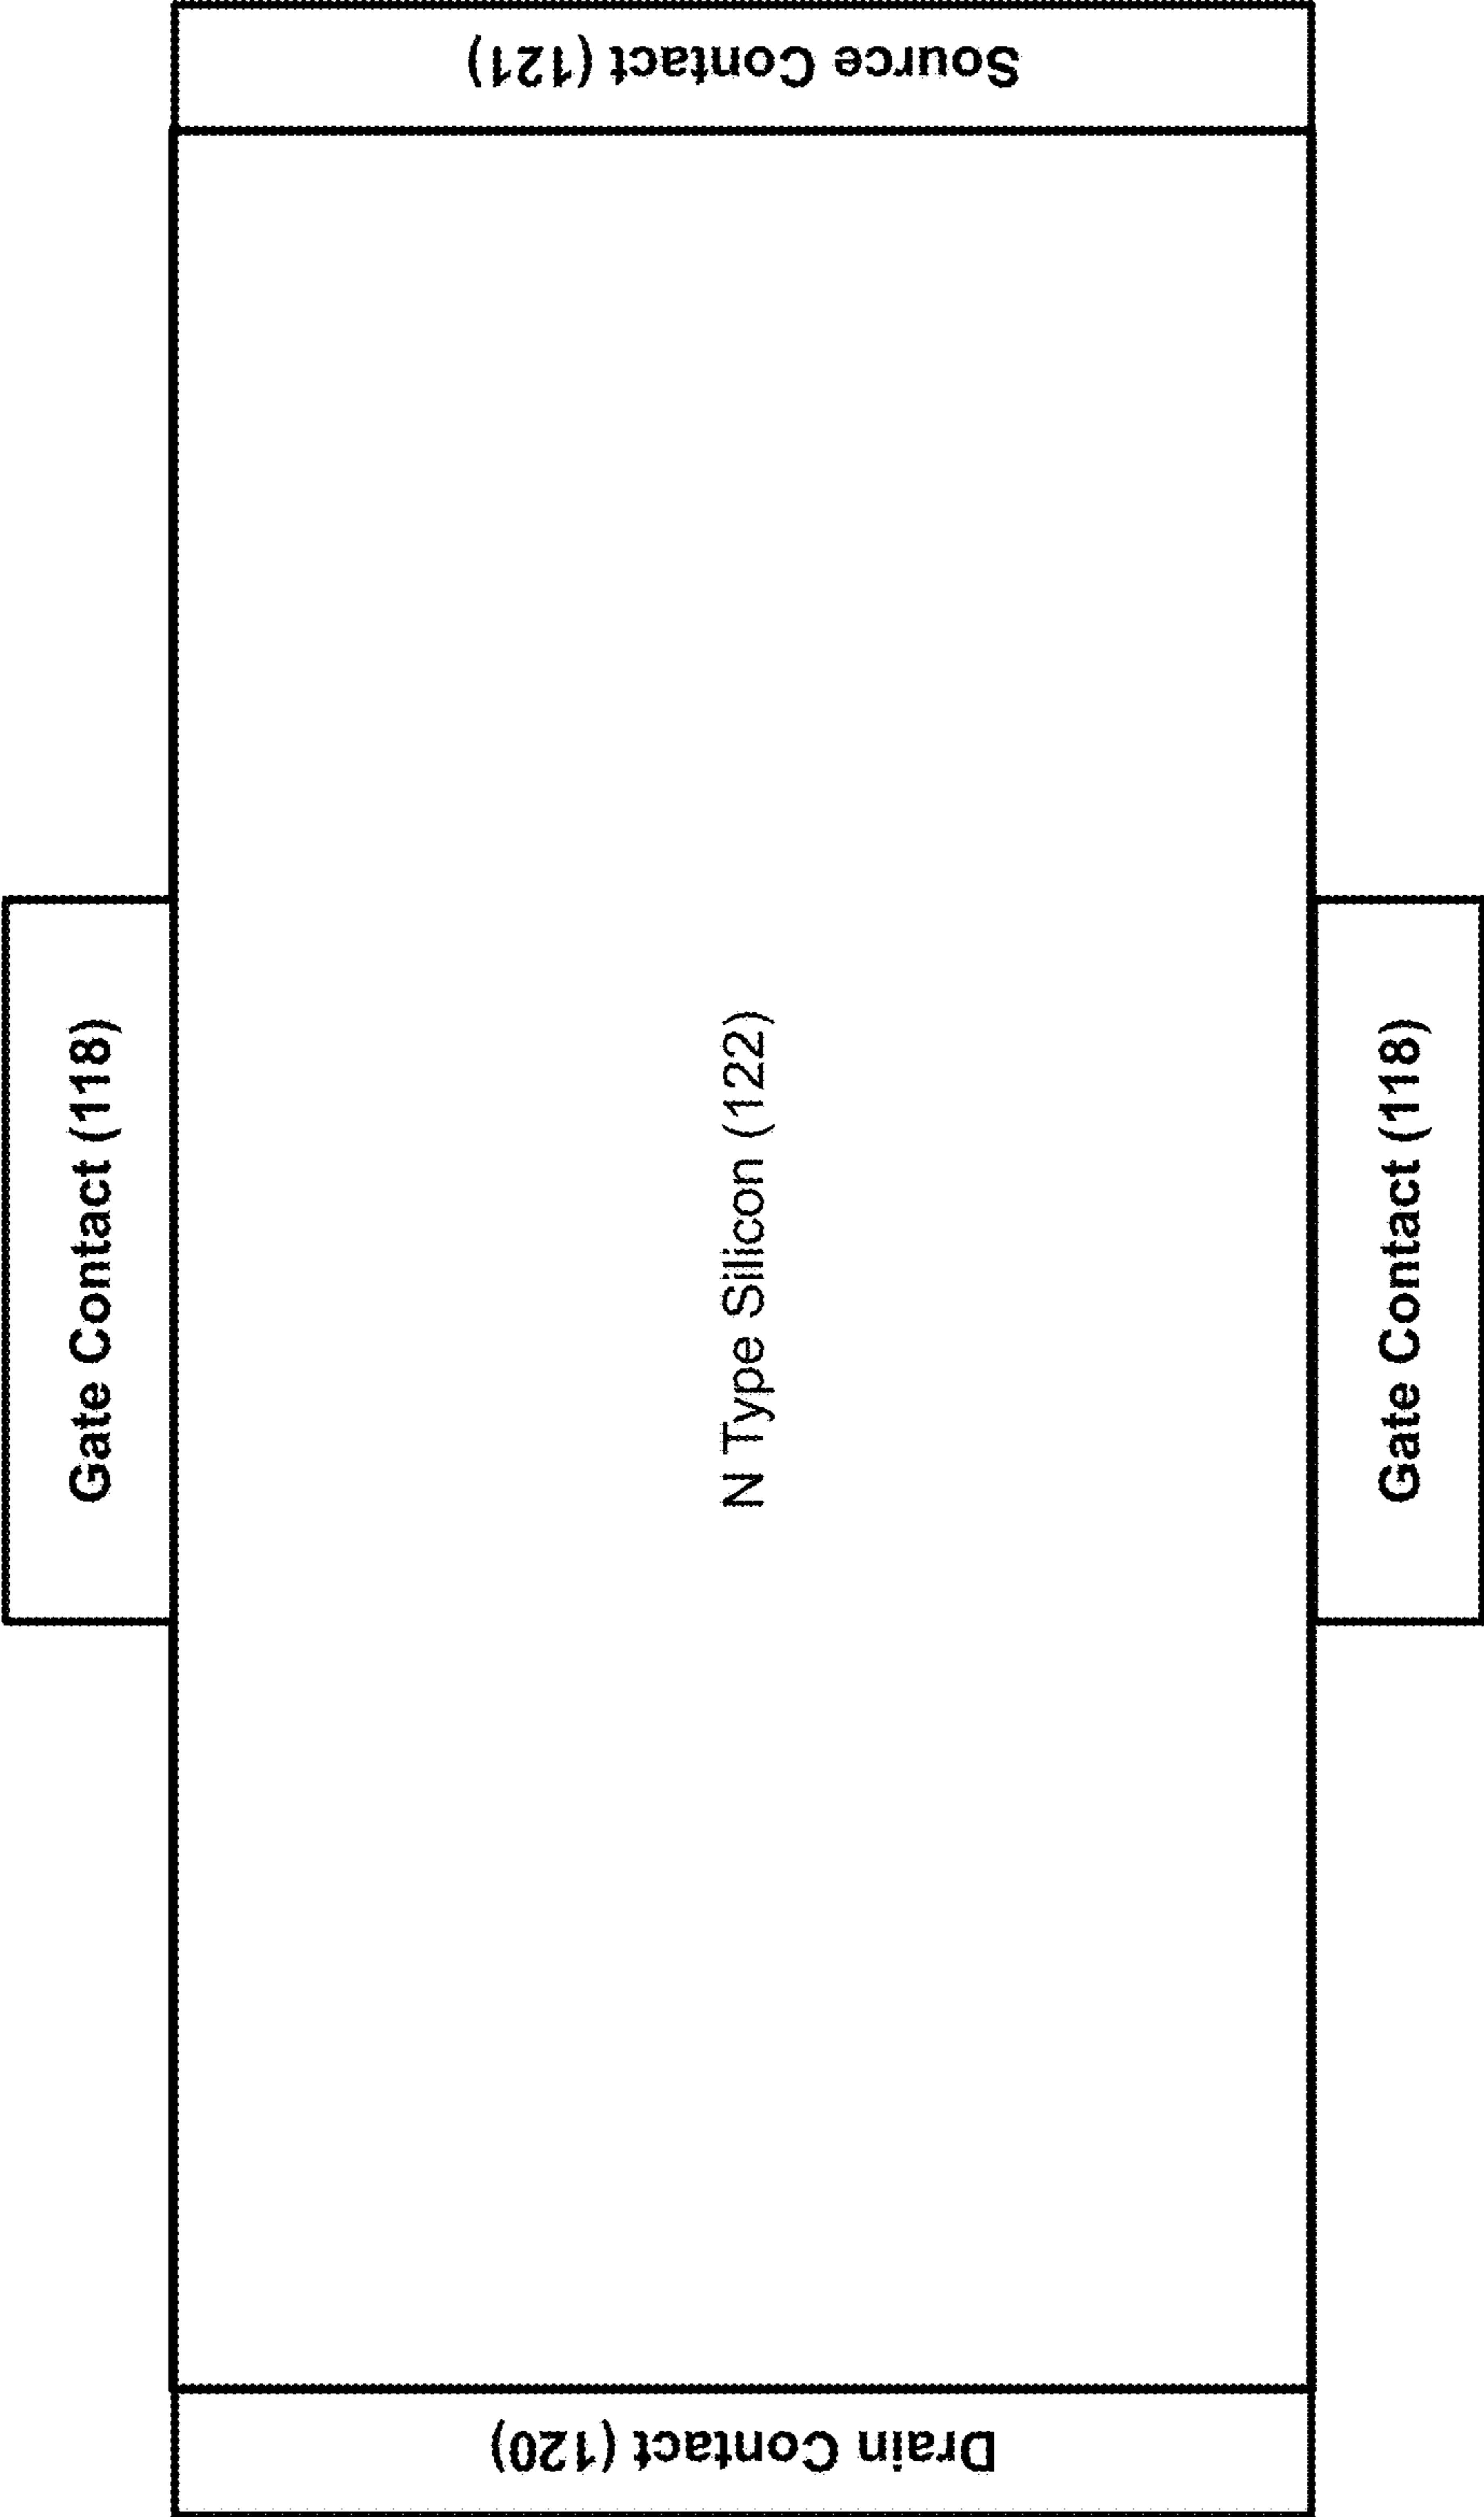 Source Contact (121)
Gate Contact (118)
N Type Silicon (122)
Gate Contact (118)
Drain Contact (120)